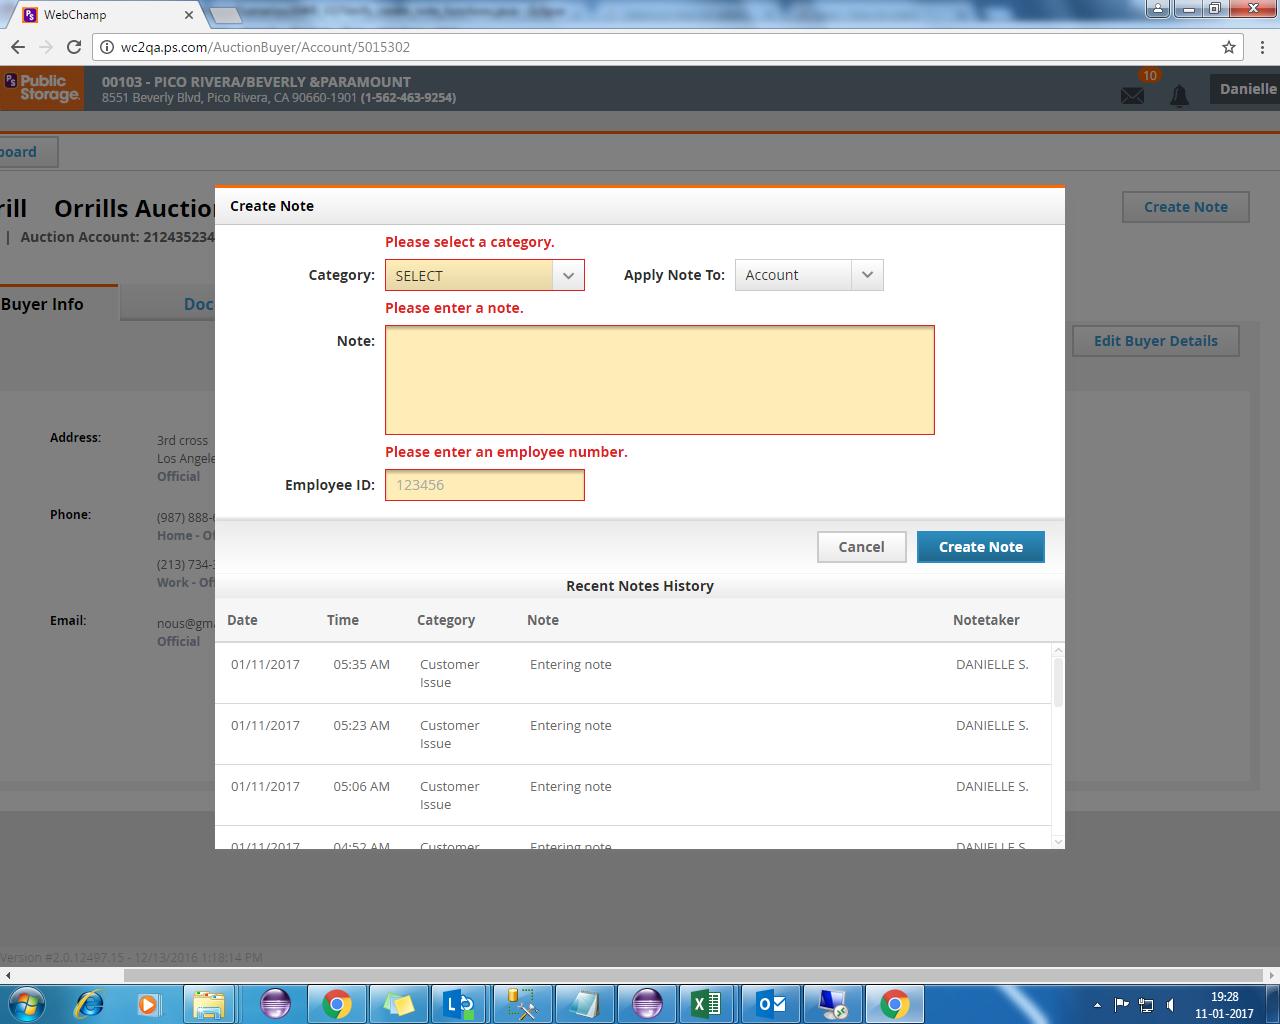 WebChamp
wc2qa.ps.com/AuctionBuyer/Account/5015302
PS Public Storage.
00103 - PICO RIVERA/BEVERLY &PARAMOUNT
8551 Beverly Blvd, Pico Rivera, CA 90660-1901 (1-562-463-9254)
10
Danielle
board
rill Orrills Auction
| Auction Account: 212435234
Create Note
Buyer Info
Doc
Edit Buyer Details
Address:
3rd cross
Los Angele
Official
Phone:
(987) 888-6
Home - Of
(213) 734-3
Work - Off
Email:
nous@gma
Official
Create Note
Please select a category.
Category: SELECT Apply Note To: Account
Please enter a note.
Note:
Please enter an employee number.
Employee ID: 123456
Cancel Create Note
Recent Notes History
Date Time Category Note Notetaker
01/11/2017 05:35 AM Customer Issue Entering note DANIELLE S.
01/11/2017 05:23 AM Customer Issue Entering note DANIELLE S.
01/11/2017 05:06 AM Customer Issue Entering note DANIELLE S.
01/11/2017 04:52 AM Customer Entering note DANIELLE S.
Version #2.0.12497.15 - 12/13/2016 1:18:14 PM
19:28
11-01-2017